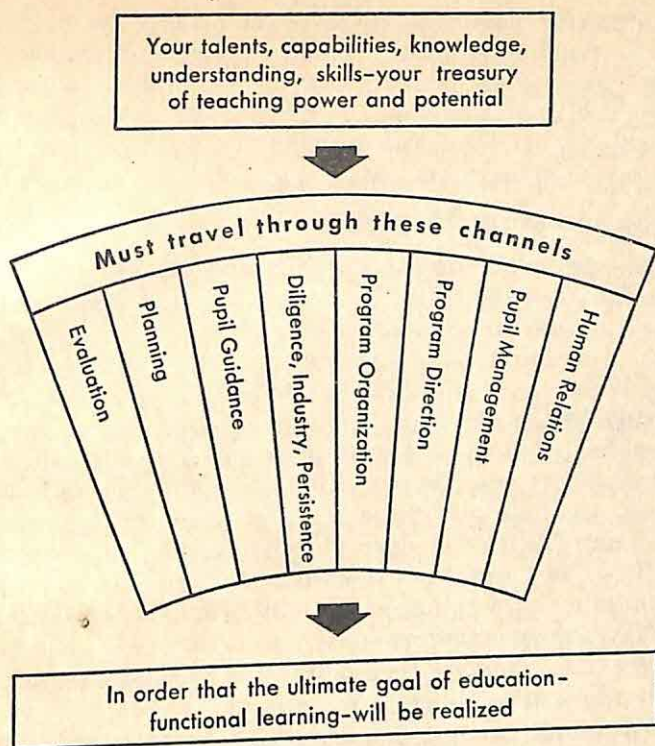 Your talents, capabilities, knowledge,
understanding, skills-your treasury
of teaching power and potential
Must travel through these channels
Evaluation
Planning
Pupil Guidance
Diligence, Industry, Persistence
Program Organization
Program Direction
Pupil Management
Human Relations
In order that the ultimate goal of education-
functional learning-will be realized